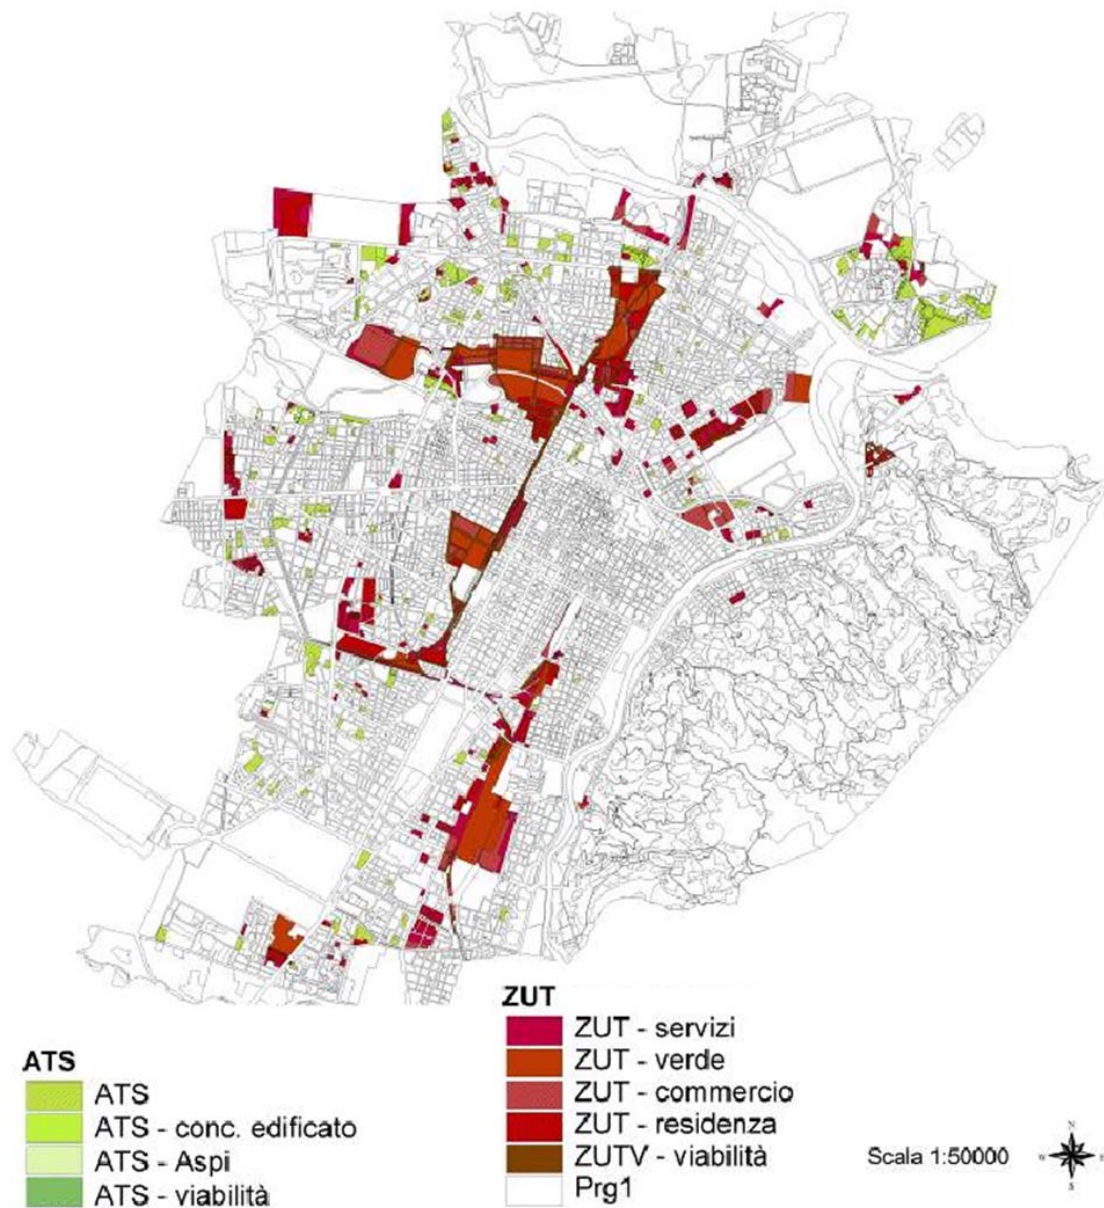 ATS
ATS
ATS - conc. edificato
ATS - Aspi
ATS - viabilità
ZUT
ZUT - servizi
ZUT - verde
ZUT - commercio
ZUT - residenza
ZUTV - viabilità
Prg1
Scala 1:50000
N
W
E
S